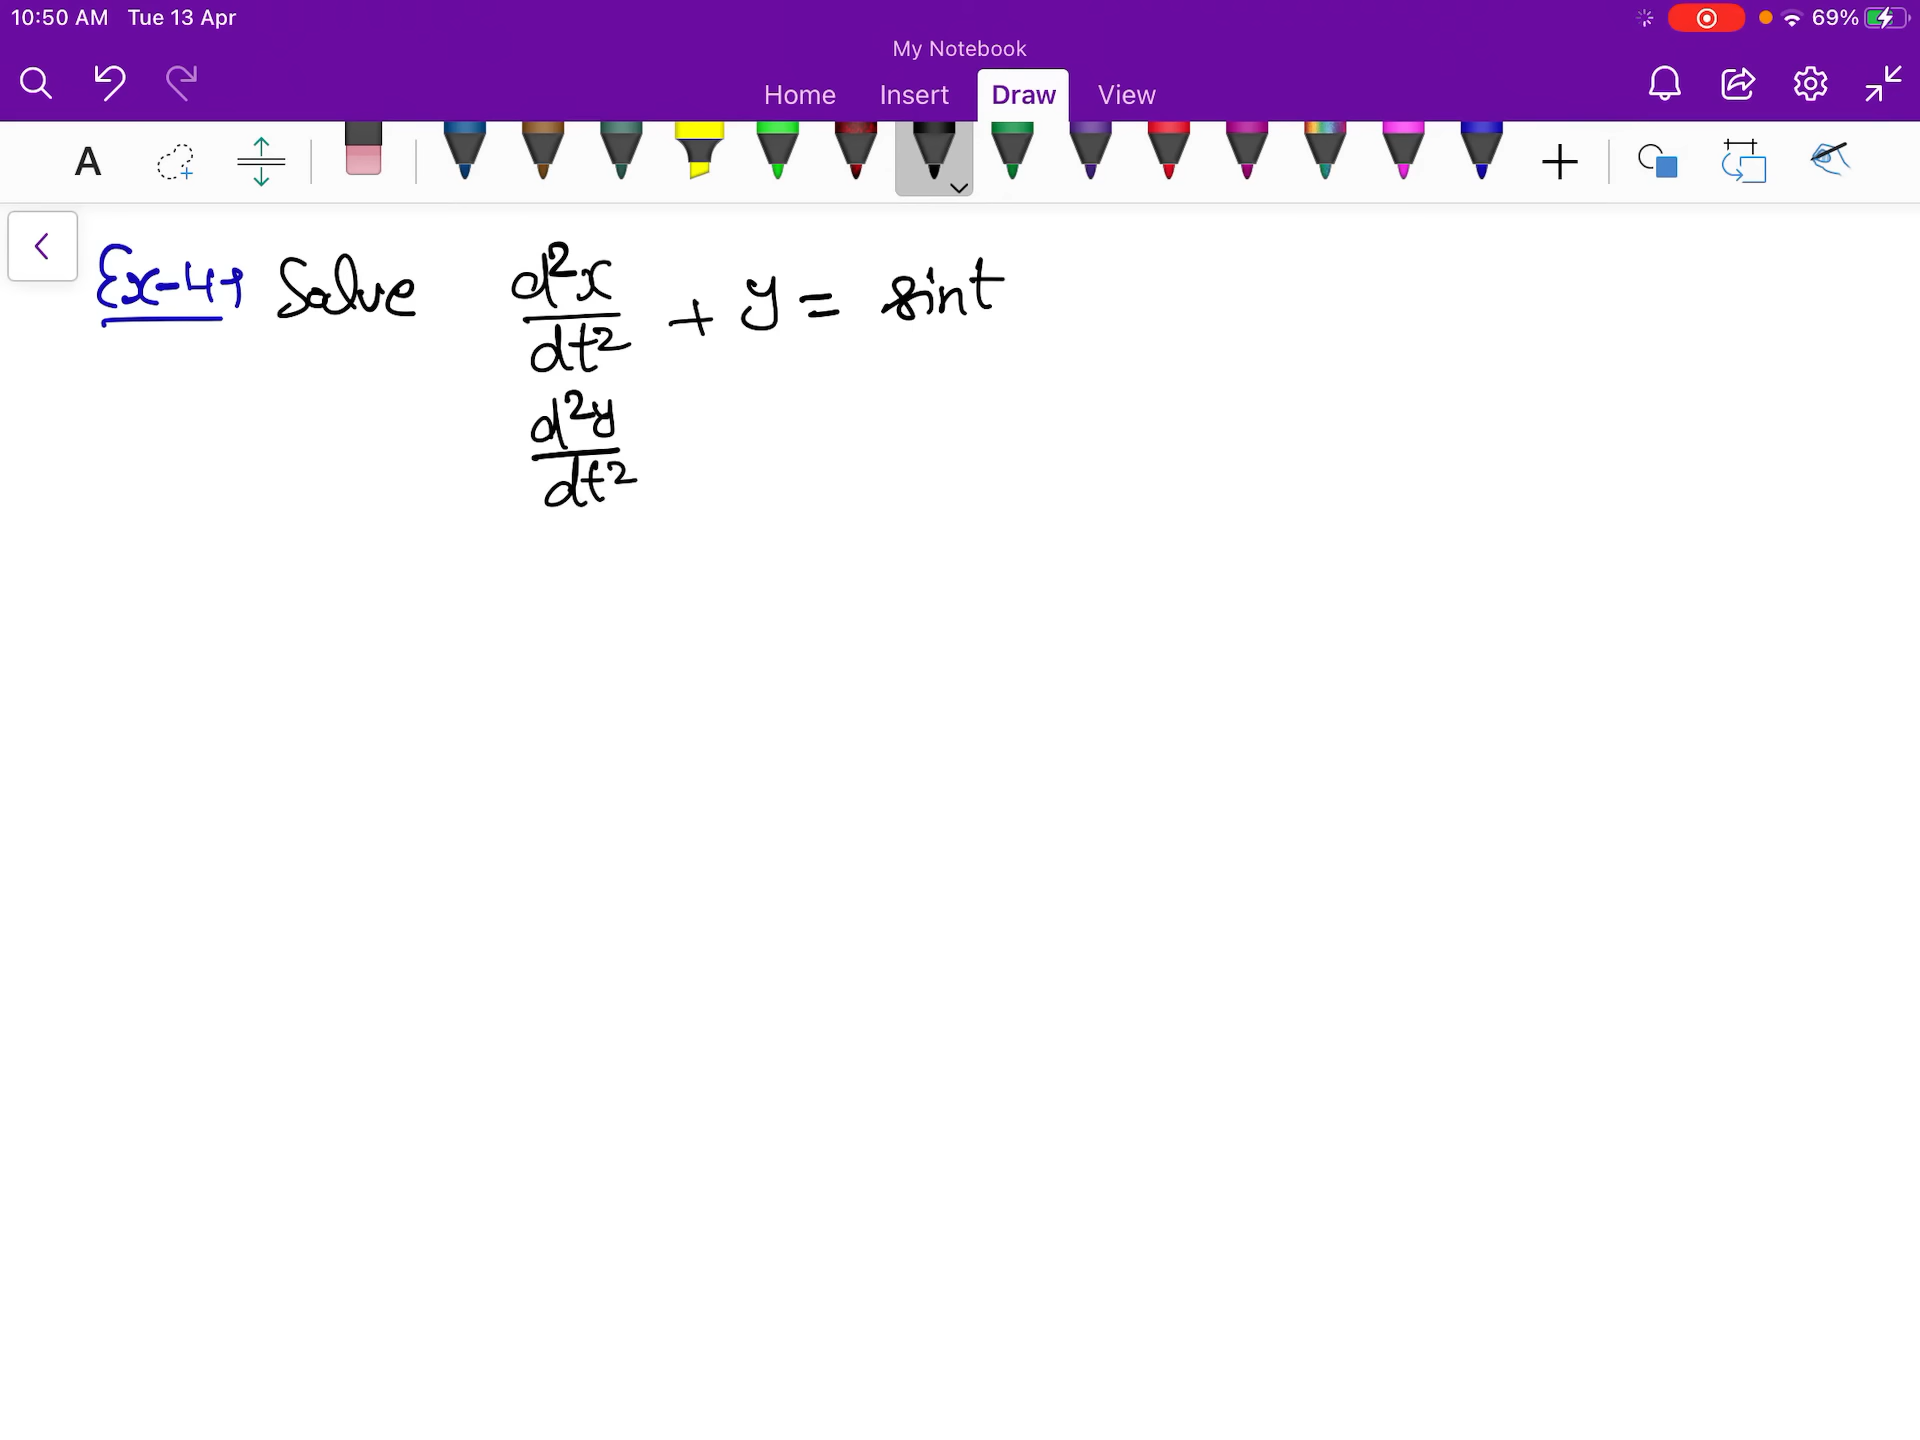 10:50 AM Tue 13 Apr 69%
My Notebook
Home Insert Draw View
A
Ex-4→ Solve d²x/dt² + y = sint
d²y/dt²